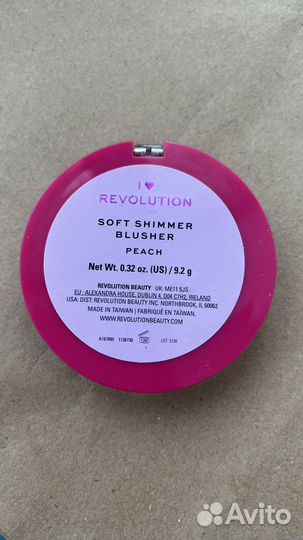 I ♥
REVOLUTION
SOFT SHIMMER
BLUSHER
PEACH
Net Wt. 0.32 oz. (US) / 9.2 g
REVOLUTION BEAUTY UK: ME11 5JS
EU: ALEXANDRA HOUSE, DUBLIN 4, D04 C7H2, IRELAND
USA: DIST. REVOLUTION BEAUTY INC. NORTHBROOK, IL 60062
MADE IN TAIWAN | FABRIQUÉ EN TAÏWAN,
WWW.REVOLUTIONBEAUTY.COM
12M
Avito